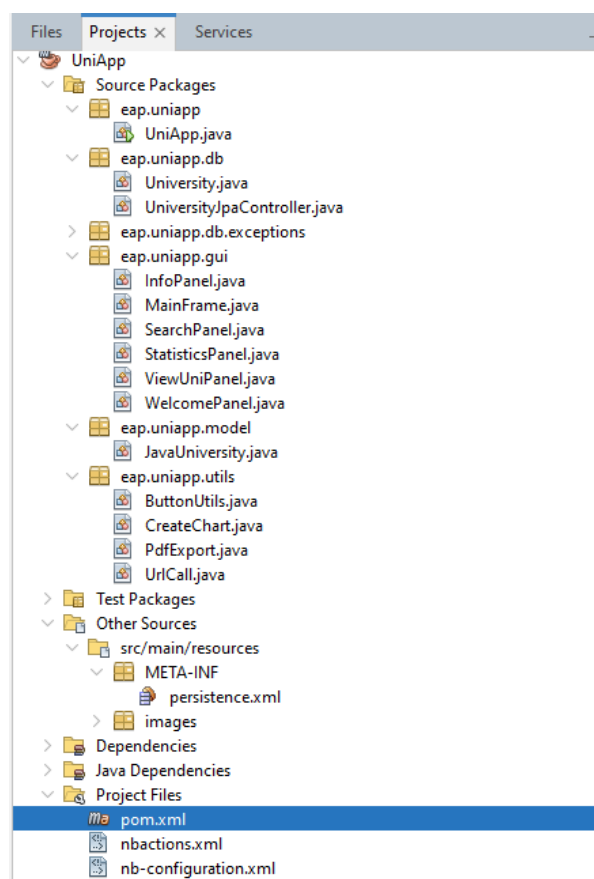 Files Projects × Services
UniApp
Source Packages
eap.uniapp
UniApp.java
eap.uniapp.db
University.java
UniversityJpaController.java
eap.uniapp.db.exceptions
eap.uniapp.gui
InfoPanel.java
MainFrame.java
SearchPanel.java
StatisticsPanel.java
ViewUniPanel.java
WelcomePanel.java
eap.uniapp.model
JavaUniversity.java
eap.uniapp.utils
ButtonUtils.java
CreateChart.java
PdfExport.java
UrlCall.java
Test Packages
Other Sources
src/main/resources
META-INF
persistence.xml
images
Dependencies
Java Dependencies
Project Files
pom.xml
nbactions.xml
nb-configuration.xml